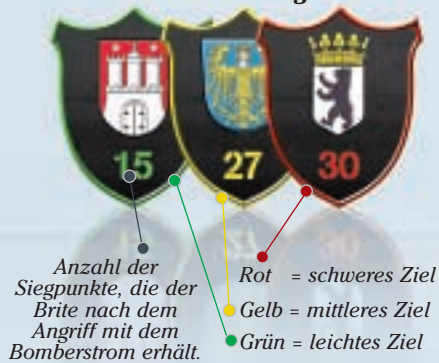 15
27
30
Anzahl der
Siegpunkte, die der
Brite nach dem
Angriff mit dem
Bomberstrom erhält.
Rot = schweres Ziel
Gelb = mittleres Ziel
Grün = leichtes Ziel